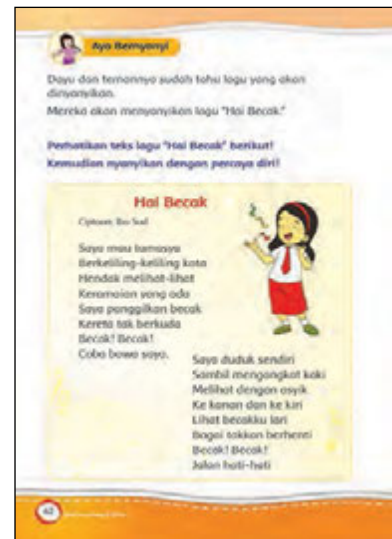 Ayo Bernyanyi
Dayu dan temannya sudah tahu lagu yang akan
dinyanyikan.
Mereka akan menyanyikan lagu "Hai Becak."
Perhatikan teks lagu "Hai Becak" berikut!
Kemudian nyanyikan dengan percaya diri!
Hai Becak
Ciptaan: Ibu Sud
Saya mau tamasya
Berkeliling-keliling kota
Hendak melihat-lihat
Keramaian yang ada
Saya panggilkan becak
Kereta tak berkuda
Becak! Becak!
Coba bawa saya.
Saya duduk sendiri
Sambil mengangkat kaki
Melihat dengan asyik
Ke kanan dan ke kiri
Lihat becakku lari
Bagai takkan berhenti
Becak! Becak!
Jalan hati-hati